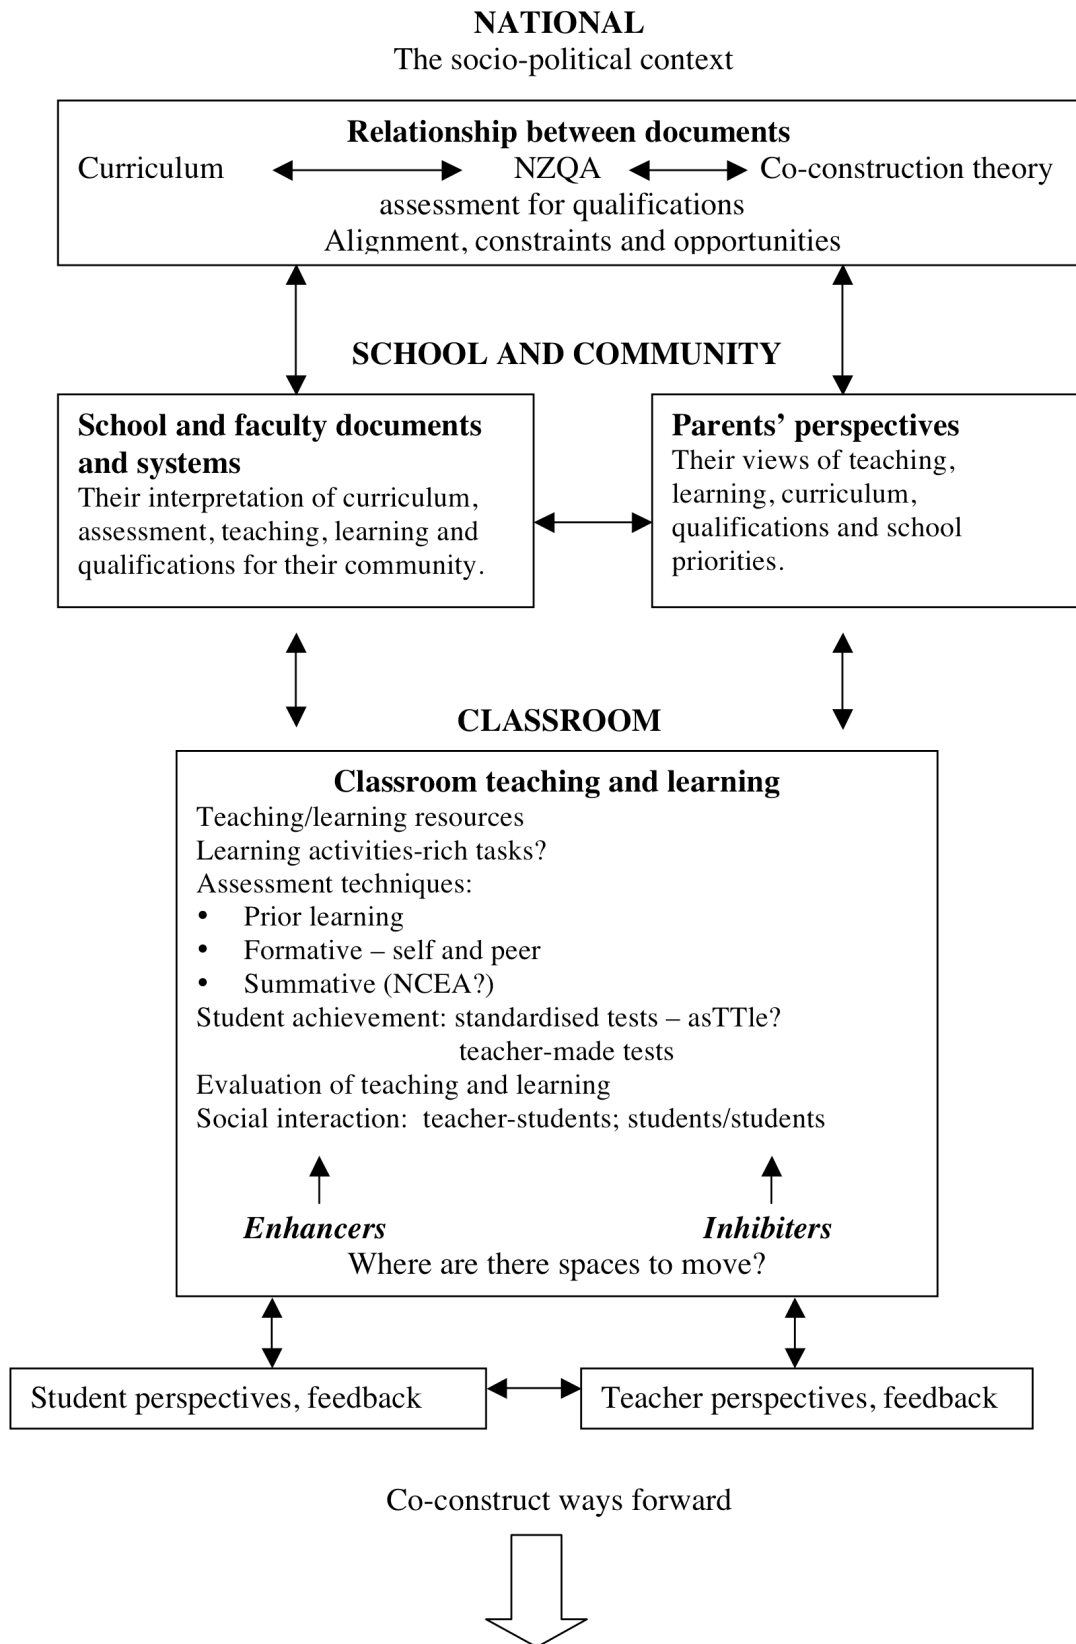 NATIONAL
The socio-political context
Relationship between documents
Curriculum NZQA Co-construction theory
assessment for qualifications
Alignment, constraints and opportunities
SCHOOL AND COMMUNITY
School and faculty documents
and systems
Their interpretation of curriculum,
assessment, teaching, learning and
qualifications for their community.
Parents’ perspectives
Their views of teaching,
learning, curriculum,
qualifications and school
priorities.
CLASSROOM
Classroom teaching and learning
Teaching/learning resources
Learning activities-rich tasks?
Assessment techniques:
• Prior learning
• Formative – self and peer
• Summative (NCEA?)
Student achievement: standardised tests – asTTle?
teacher-made tests
Evaluation of teaching and learning
Social interaction: teacher-students; students/students
Enhancers Inhibiters
Where are there spaces to move?
Student perspectives, feedback
Teacher perspectives, feedback
Co-construct ways forward